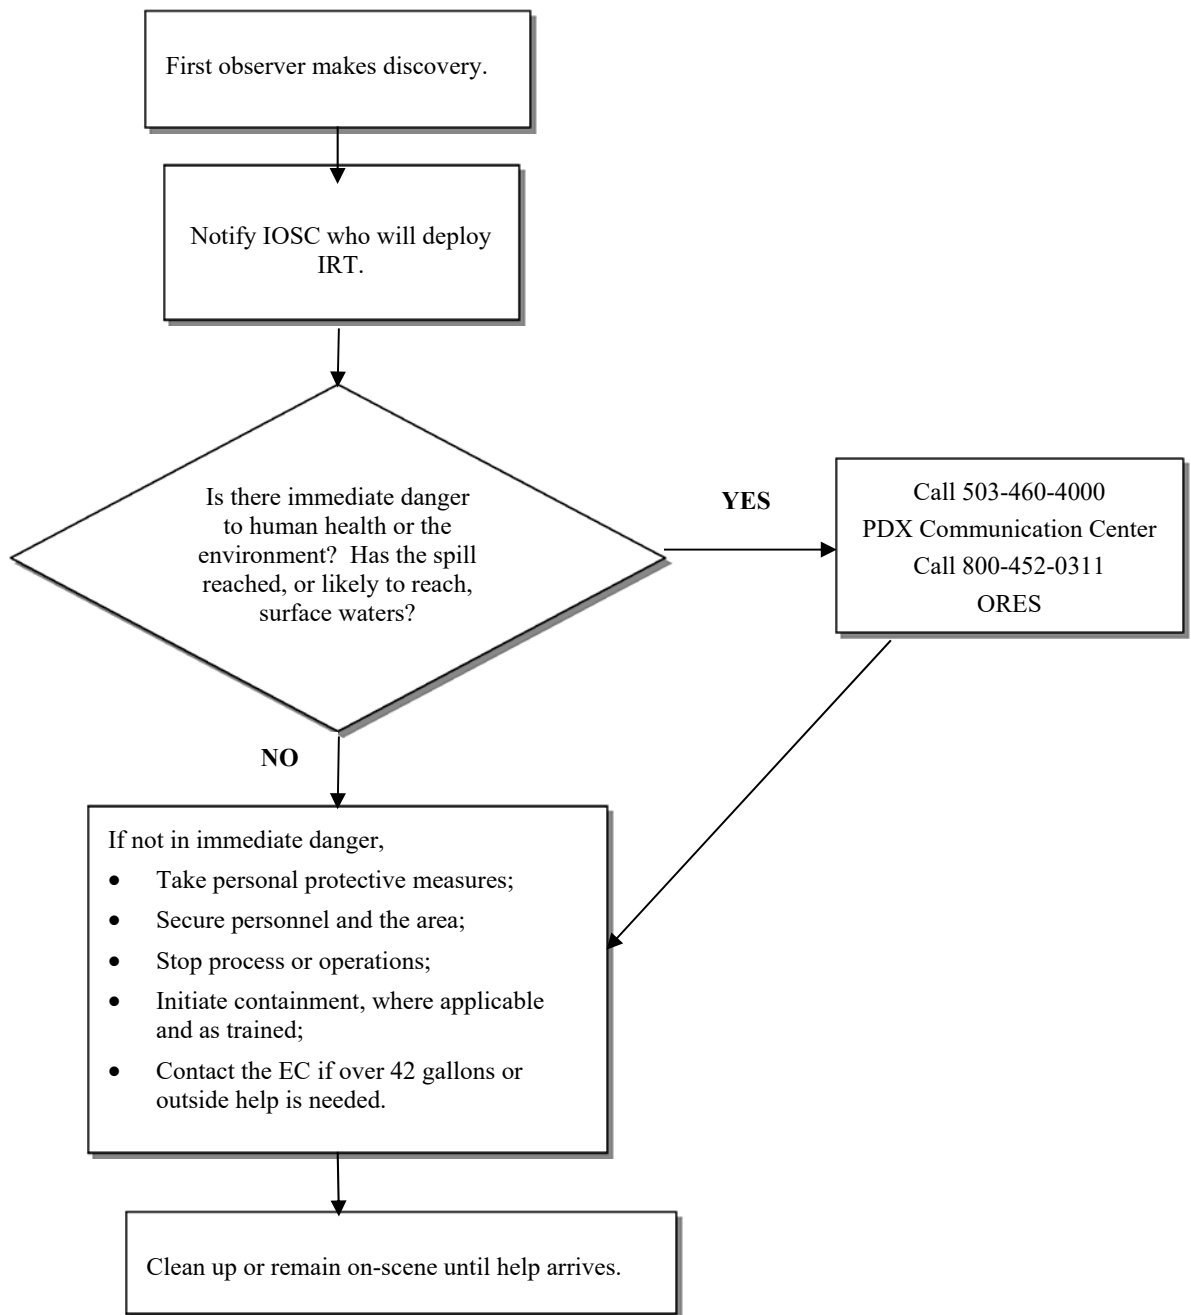 First observer makes discovery.
Notify IOSC who will deploy
IRT.
Is there immediate danger
to human health or the
environment?  Has the spill
reached, or likely to reach,
surface waters?
YES
Call 503-460-4000
PDX Communication Center
Call 800-452-0311
ORES
NO
If not in immediate danger,
• Take personal protective measures;
• Secure personnel and the area;
• Stop process or operations;
• Initiate containment, where applicable
and as trained;
• Contact the EC if over 42 gallons or
outside help is needed.
Clean up or remain on-scene until help arrives.